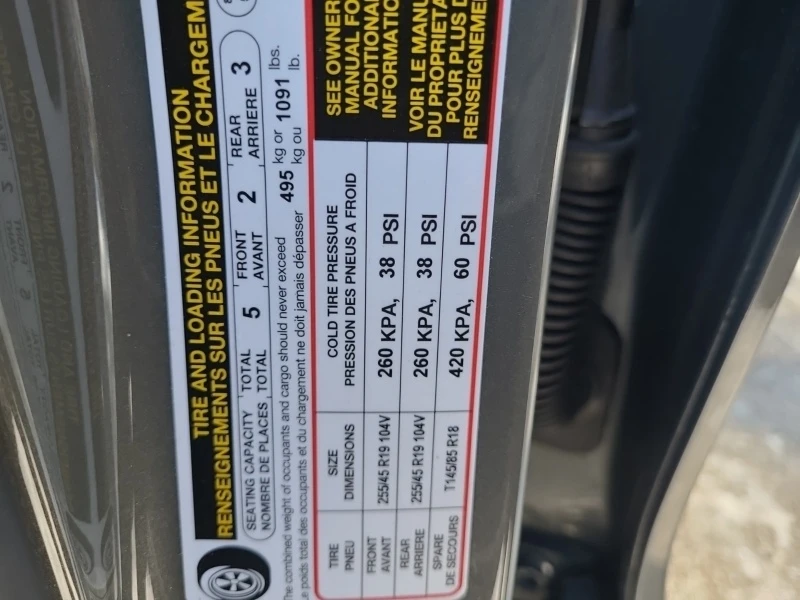 TIRE AND LOADING INFORMATION
RENSEIGNEMENTS SUR LES PNEUS ET LE CHARGEM
SEATING CAPACITY TOTAL 5 FRONT 2 REAR 3
NOMBRE DE PLACES TOTAL AVANT ARRIERE
The combined weight of occupants and cargo should never exceed 495 kg or 1091 lbs.
Le poids total des occupants et du chargement ne doit jamais dépasser kg ou lb.
TIRE SIZE COLD TIRE PRESSURE
PNEU DIMENSIONS PRESSION DES PNEUS A FROID
FRONT
AVANT 255/45 R19 104V 260 KPA, 38 PSI
REAR
ARRIERE 255/45 R19 104V 260 KPA, 38 PSI
SPARE
DE SECOURS T145/85 R18 420 KPA, 60 PSI
SEE OWNER
MANUAL FO
ADDITIONA
INFORMATIO
VOIR LE MANU
DU PROPRIETA
POUR PLUS D
RENSEIGNEME